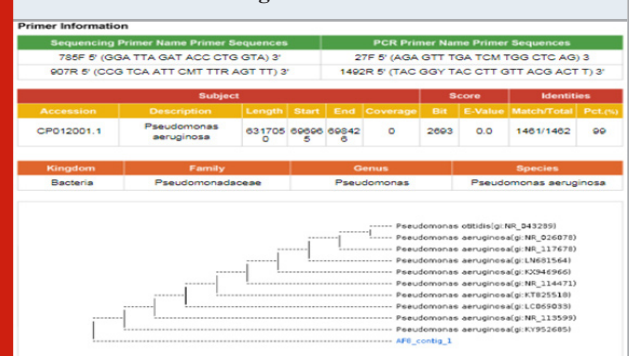 Primer Information
Sequencing Primer Name Primer Sequences PCR Primer Name Primer Sequences
785F 5' (GGA TTA GAT ACC CTG GTA) 3' 27F 5' (AGA GTT TGA TCM TGG CTC AG) 3
907R 5' (CCG TCA ATT CMT TTR AGT TT) 3' 1492R 5' (TAC GGY TAC CTT GTT ACG ACT T) 3'
Subject Score Identities
Accession Description Length Start End Coverage Bit E-Value Match/Total Pct.(%)
CP012001.1 Pseudomonas aeruginosa 6317050 696965 698426 0 2693 0.0 1461/1462 99
Kingdom Family Genus Species
Bacteria Pseudomonadaceae Pseudomonas Pseudomonas aeruginosa
Pseudomonas otitidis(gi:NR_043289)
Pseudomonas aeruginosa(gi:NR_026078)
Pseudomonas aeruginosa(gi:NR_117678)
Pseudomonas aeruginosa(gi:LN681564)
Pseudomonas aeruginosa(gi:KX946966)
Pseudomonas aeruginosa(gi:NR_114471)
Pseudomonas aeruginosa(gi:KT825518)
Pseudomonas aeruginosa(gi:LC069033)
Pseudomonas aeruginosa(gi:NR_113599)
Pseudomonas aeruginosa(gi:KY952685)
AF8_contig_1